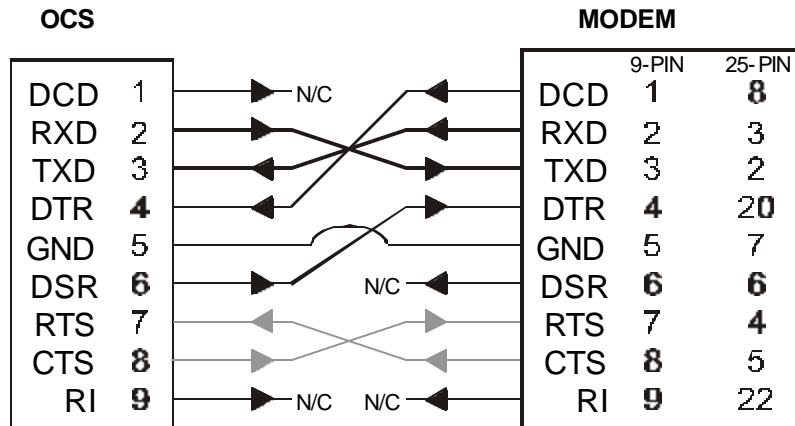 OCS MODEM
9-PIN 25-PIN
DCD 1 N/C DCD 1 8
RXD 2 RXD 2 3
TXD 3 TXD 3 2
DTR 4 DTR 4 20
GND 5 GND 5 7
DSR 6 N/C DSR 6 6
RTS 7 RTS 7 4
CTS 8 CTS 8 5
RI 9 N/C N/C RI 9 22